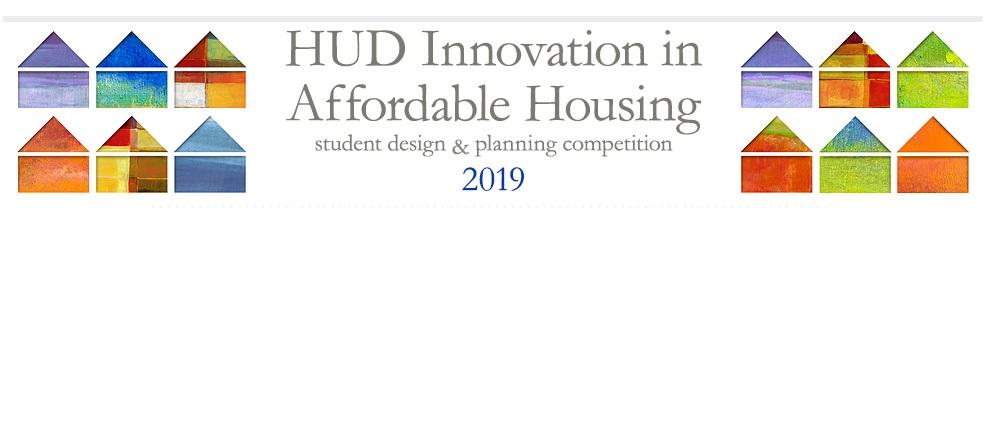 HUD Innovation in
Affordable Housing
student design & planning competition
2019